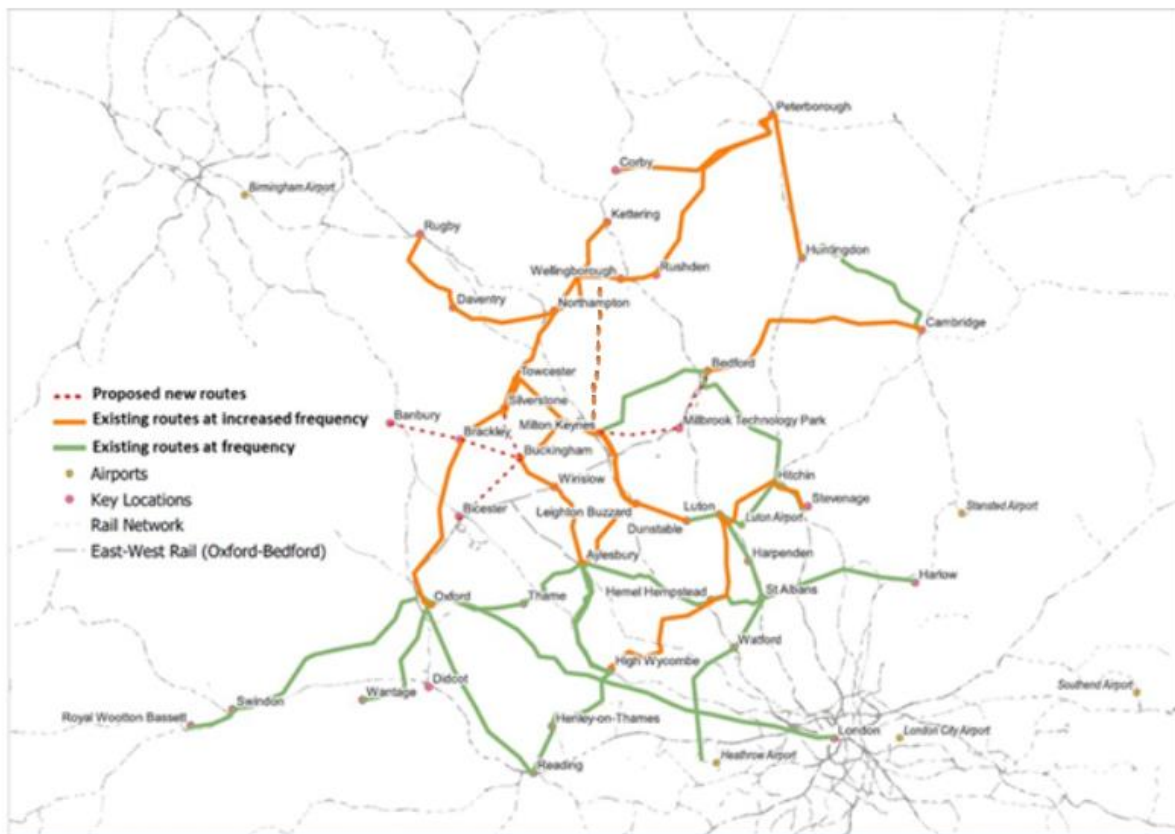 Peterborough
Corby
Birmingham Airport
Kettering
Rugby
Huntingdon
Wellingborough
Rushden
Daventry
Northampton
Cambridge
Bedford
Towcester
Proposed new routes
Silverstone
Existing routes at increased frequency
Banbury
Milton Keynes
Millbrook Technology Park
Brackley
Existing routes at frequency
Buckingham
Airports
Winslow
Hitchin
Key Locations
Stevenage
Bicester
Leighton Buzzard
Luton
Stansted Airport
Rail Network
Dunstable
Luton Airport
East-West Rail (Oxford-Bedford)
Aylesbury
Harpenden
Harlow
Oxford
Thame
Hemel Hempstead
St Albans
Watford
High Wycombe
Didcot
Wantage
Southend Airport
Swindon
Royal Wootton Bassett
Henley-on-Thames
London
London City Airport
Heathrow Airport
Reading